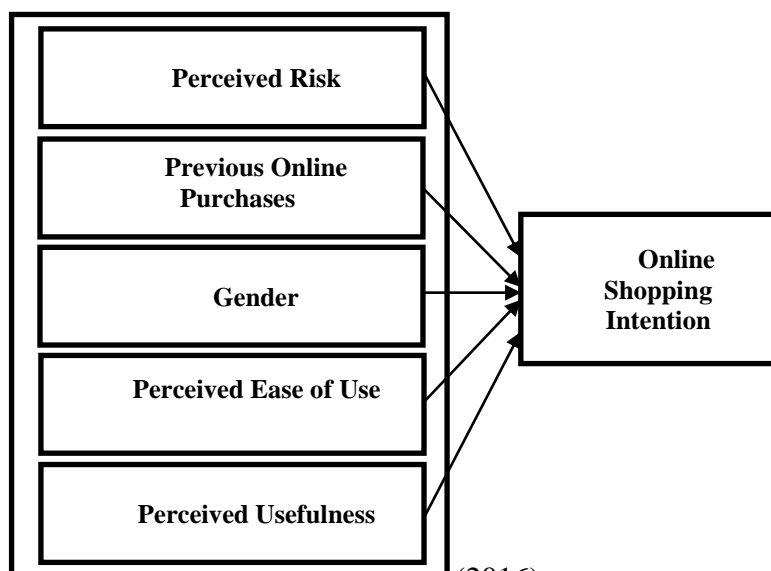 Perceived Risk
Previous Online
Purchases
Gender
Perceived Ease of Use
Perceived Usefulness
Online
Shopping
Intention
(2016)